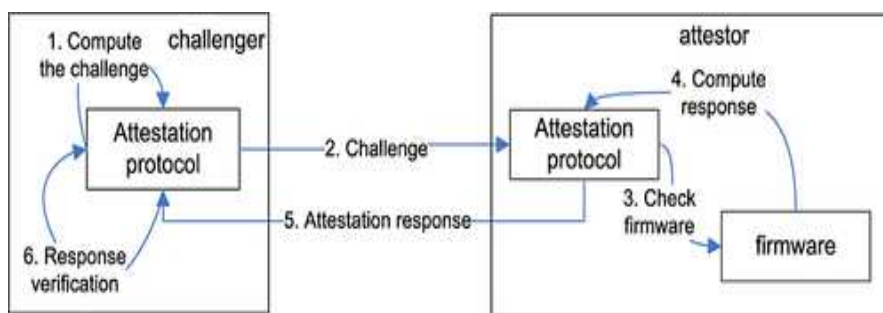 challenger
1. Compute
the challenge
Attestation
protocol
6. Response
verification
2. Challenge
5. Attestation response
attestor
4. Compute
response
Attestation
protocol
3. Check
firmware
firmware